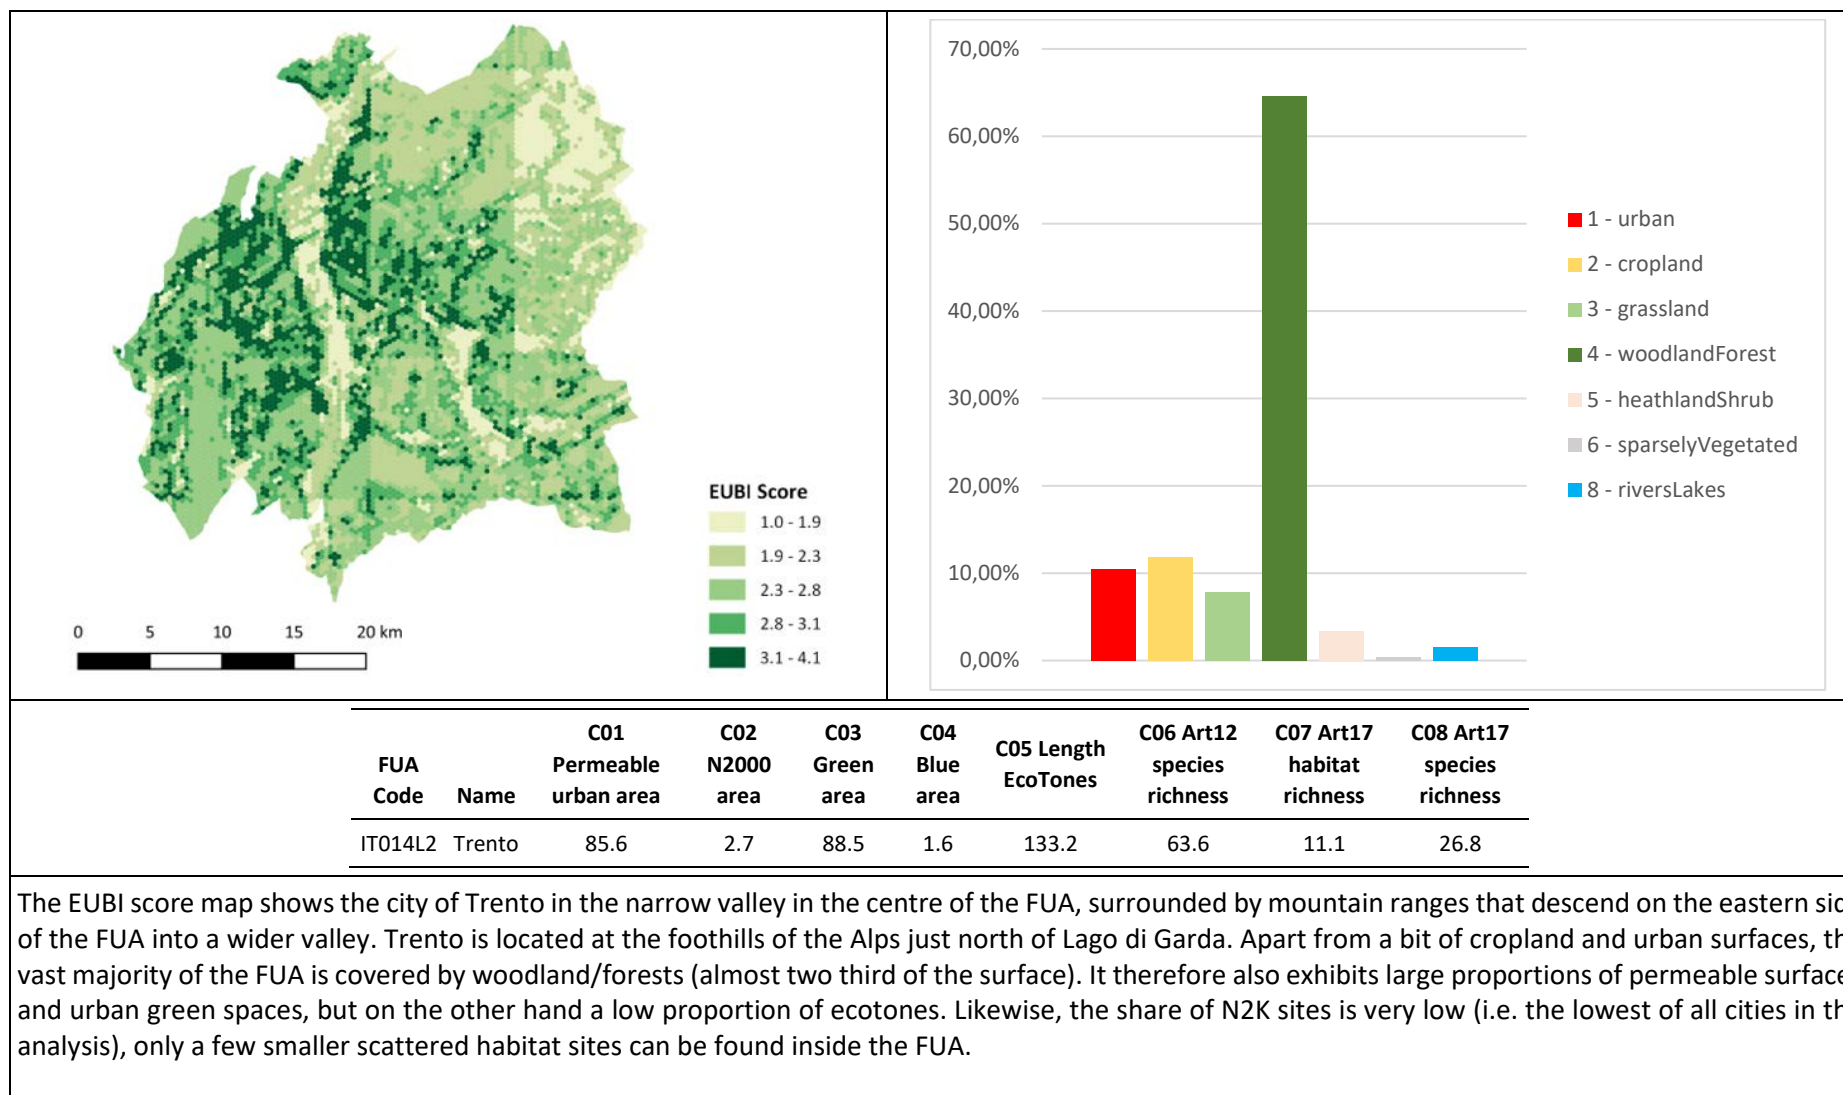 EUBI Score
1.0 - 1.9
1.9 - 2.3
2.3 - 2.8
2.8 - 3.1
3.1 - 4.1
0 5 10 15 20 km
70,00%
60,00%
50,00%
40,00%
30,00%
20,00%
10,00%
0,00%
1 - urban
2 - cropland
3 - grassland
4 - woodlandForest
5 - heathlandShrub
6 - sparselyVegetated
8 - riversLakes
FUA Code Name C01 Permeable urban area C02 N2000 area C03 Green area C04 Blue area C05 Length EcoTones C06 Art12 species richness C07 Art17 habitat richness C08 Art17 species richness
IT014L2 Trento 85.6 2.7 88.5 1.6 133.2 63.6 11.1 26.8
The EUBI score map shows the city of Trento in the narrow valley in the centre of the FUA, surrounded by mountain ranges that descend on the eastern sid
of the FUA into a wider valley. Trento is located at the foothills of the Alps just north of Lago di Garda. Apart from a bit of cropland and urban surfaces, th
vast majority of the FUA is covered by woodland/forests (almost two third of the surface). It therefore also exhibits large proportions of permeable surface
and urban green spaces, but on the other hand a low proportion of ecotones. Likewise, the share of N2K sites is very low (i.e. the lowest of all cities in th
analysis), only a few smaller scattered habitat sites can be found inside the FUA.